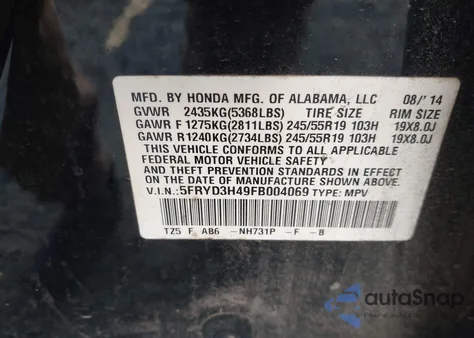 MFD. BY HONDA MFG. OF ALABAMA, LLC 08/'14
GVWR 2435KG(5368LBS) TIRE SIZE RIM SIZE
GAWR F 1275KG(2811LBS) 245/55R19 103H 19X8.0J
GAWR R 1240KG(2734LBS) 245/55R19 103H 19X8.0J
THIS VEHICLE CONFORMS TO ALL APPLICABLE
FEDERAL MOTOR VEHICLE SAFETY
AND THEFT PREVENTION STANDARDS IN EFFECT
ON THE DATE OF MANUFACTURE SHOWN ABOVE.
V.I.N.: 5FRYD3H49FB004069 TYPE: MPV
TZ5 F AB6 -NH731P -F -8
autoSnap